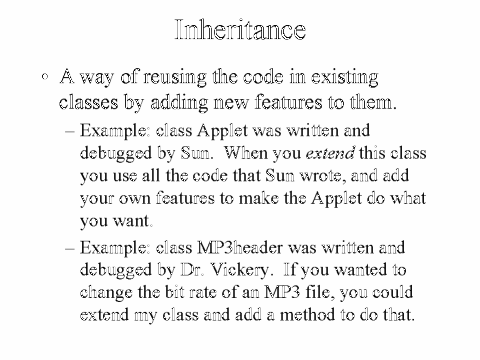 Inheritance
◦ A way of reusing the code in existing
classes by adding new features to them.
– Example: class Applet was written and
debugged by Sun. When you extend this class
you use all the code that Sun wrote, and add
your own features to make the Applet do what
you want.
– Example: class MP3header was written and
debugged by Dr. Vickery. If you wanted to
change the bit rate of an MP3 file, you could
extend my class and add a method to do that.